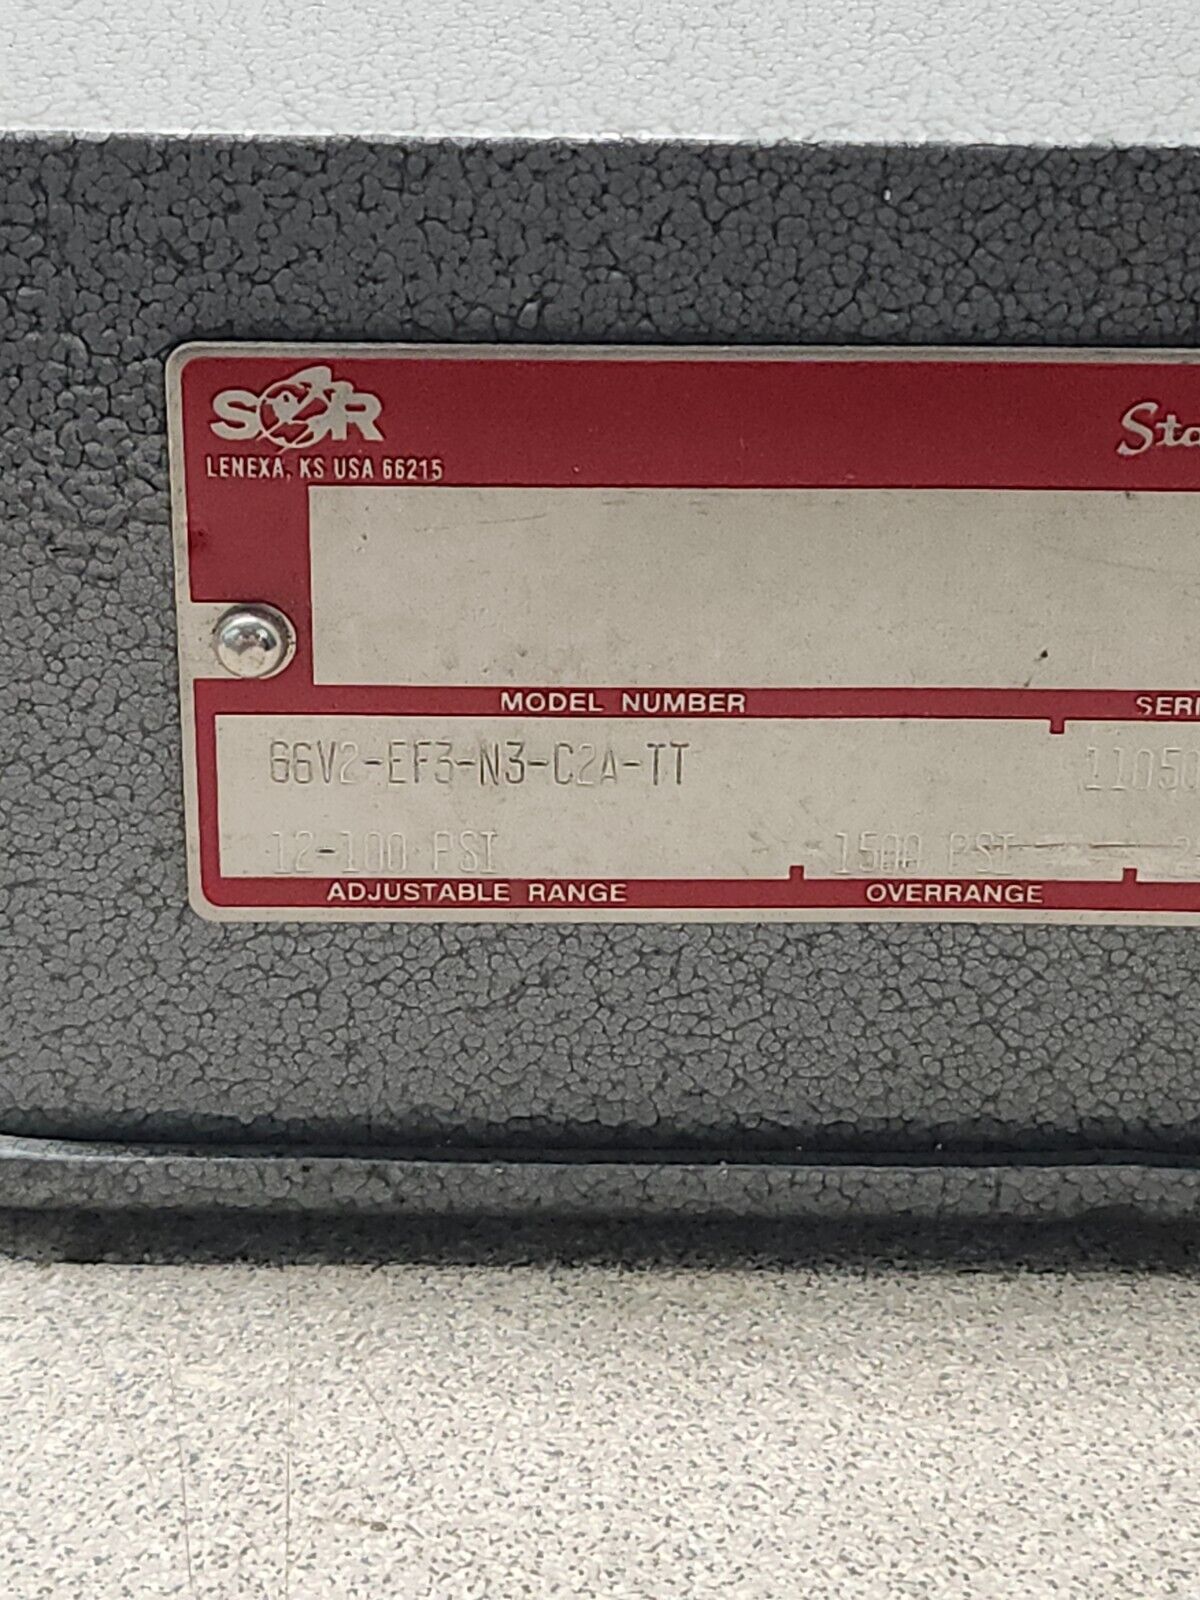 SOR
LENEXA, KS USA 66215
MODEL NUMBER
66V2-EF3-N3-C2A-TT
12-100 PSI 1500 PSI
ADJUSTABLE RANGE OVERRANGE